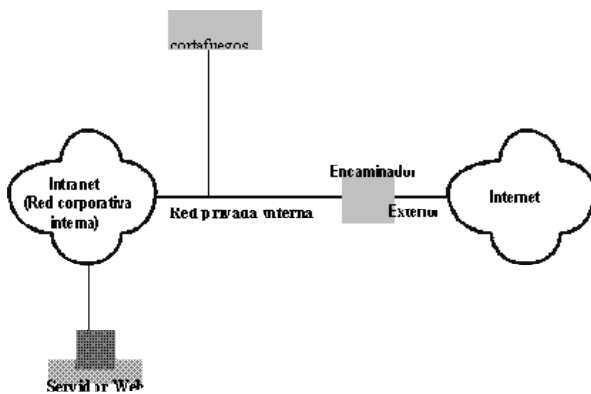 cortafuegos
Encaminador
Intranet
(Red corporativa
interna)
Internet
Red privada interna
Exterior
Servidor Web